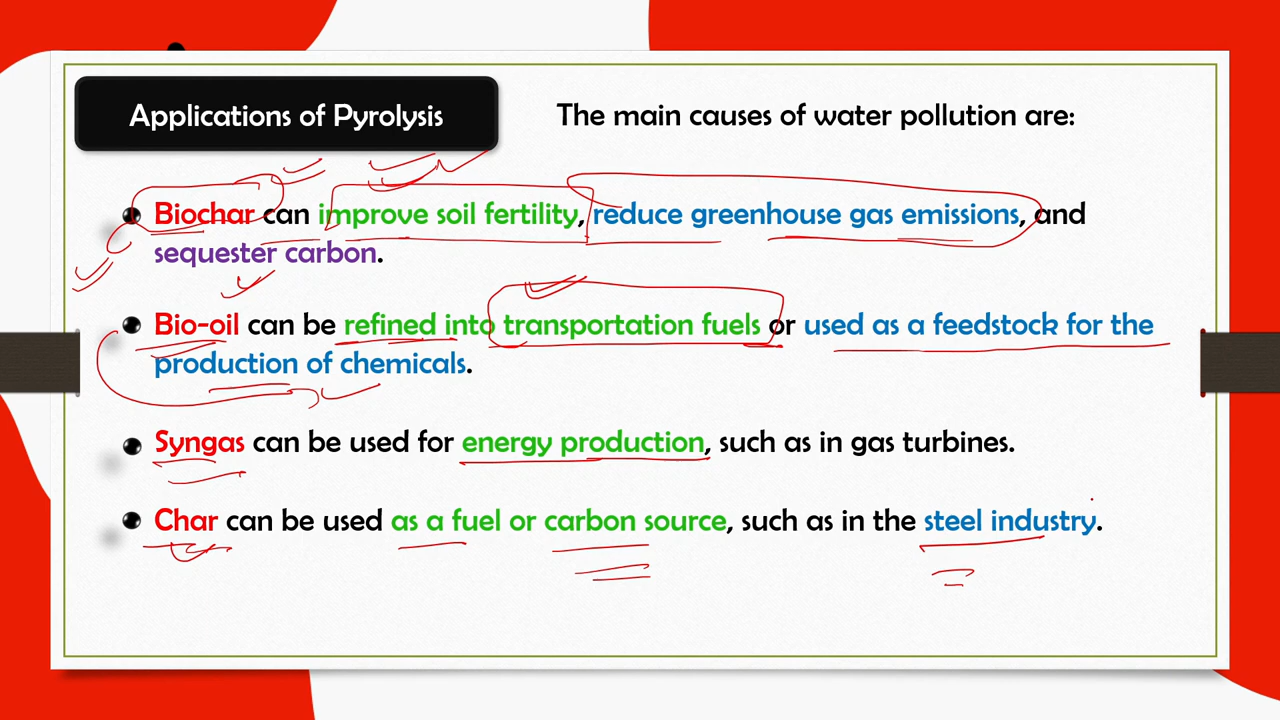 Applications of Pyrolysis
The main causes of water pollution are:
Biochar can improve soil fertility, reduce greenhouse gas emissions, and
sequester carbon.
Bio-oil can be refined into transportation fuels or used as a feedstock for the
production of chemicals.
Syngas can be used for energy production, such as in gas turbines.
Char can be used as a fuel or carbon source, such as in the steel industry.